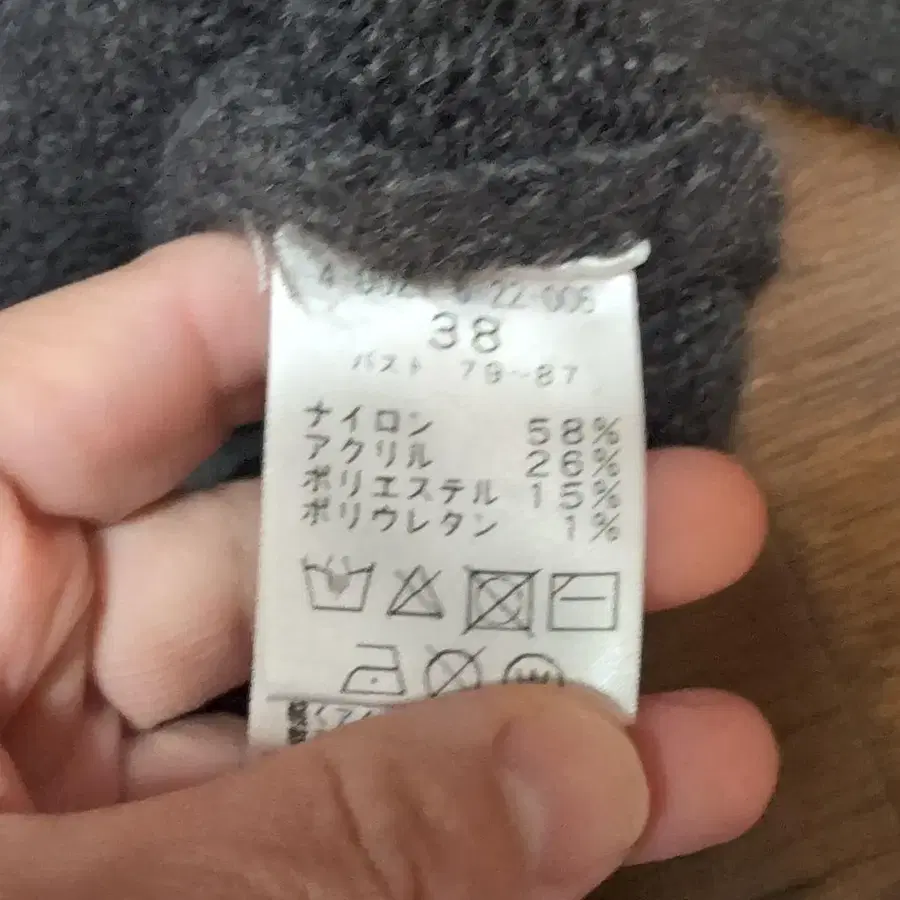 38
バスト 79~87
ナイロン 58%
アクリル 26%
ポリエステル 15%
ポリウレタン 1%